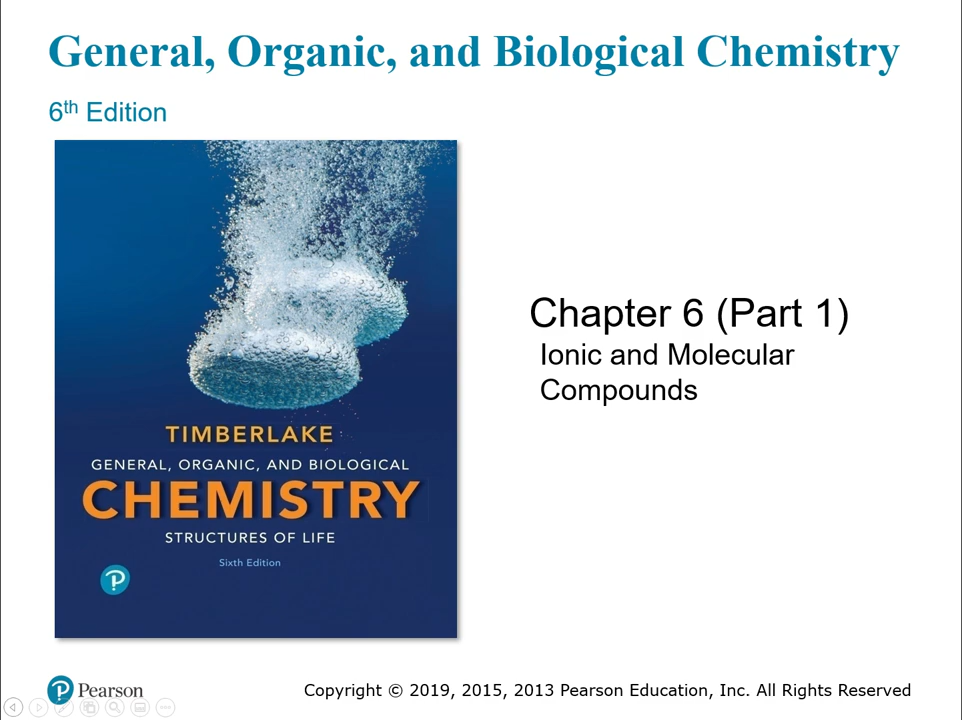 General, Organic, and Biological Chemistry
6th Edition
TIMBERLAKE
GENERAL, ORGANIC, AND BIOLOGICAL
CHEMISTRY
STRUCTURES OF LIFE
Sixth Edition
P
Chapter 6 (Part 1)
Ionic and Molecular
Compounds
P Pearson
Copyright © 2019, 2015, 2013 Pearson Education, Inc. All Rights Reserved